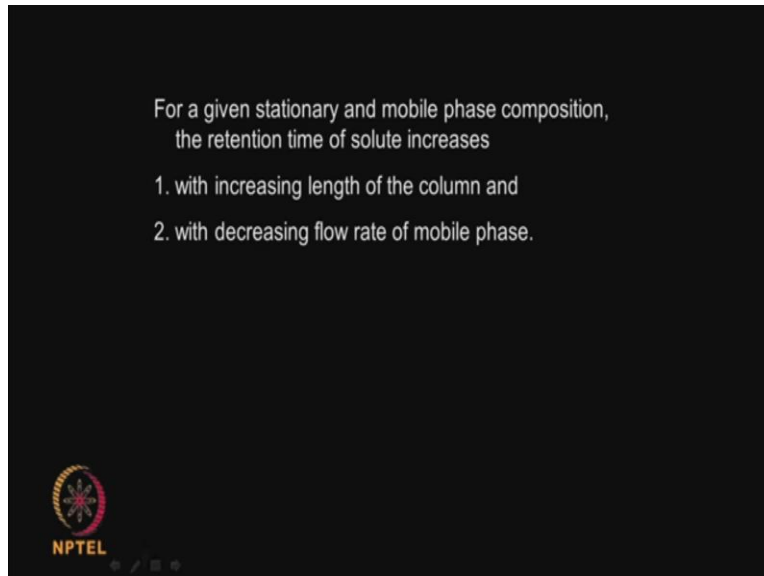 For a given stationary and mobile phase composition,
the retention time of solute increases
1. with increasing length of the column and
2. with decreasing flow rate of mobile phase.
NPTEL